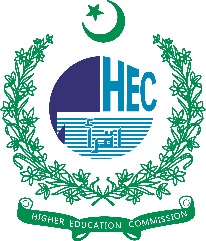 HEC
اقرأ
HIGHER EDUCATION COMMISSION